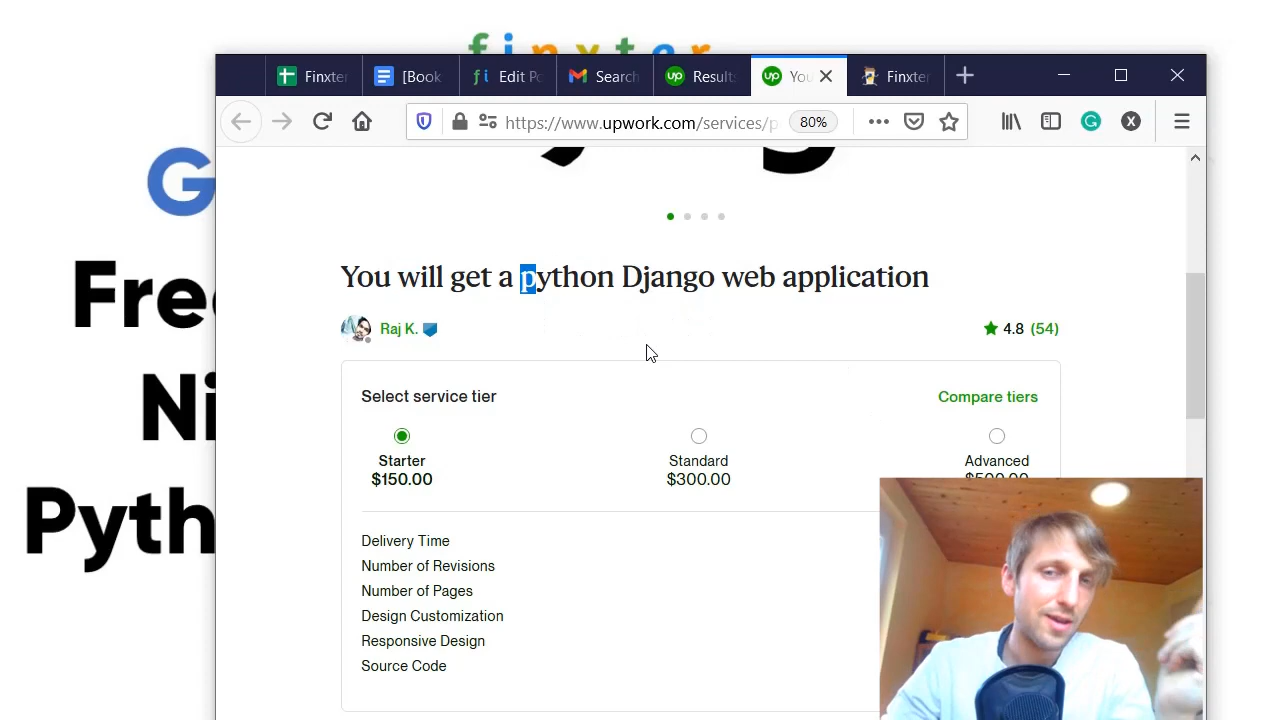 finxter
Finxter
[Book
Edit Po
Search
Results
You
Finxter
https://www.upwork.com/services/p
80%
G
Free
Ni
Pyth
You will get a python Django web application
Raj K.
4.8 (54)
Select service tier
Compare tiers
Starter
$150.00
Standard
$300.00
Advanced
$500.00
Delivery Time
Number of Revisions
Number of Pages
Design Customization
Responsive Design
Source Code